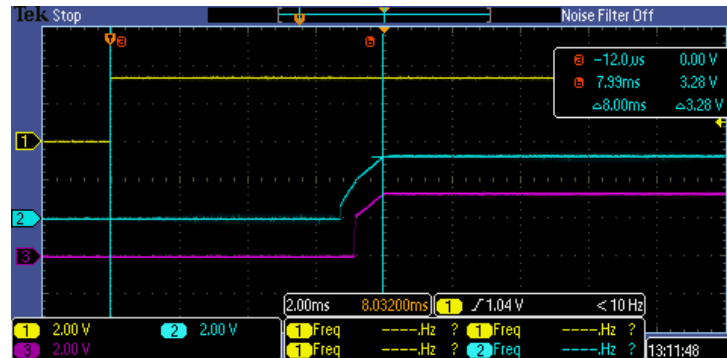 Tek Stop
Noise Filter Off
T
a
b
a -12.0µs 0.00 V
b 7.99ms 3.28 V
△8.00ms △3.28 V
1
2
3
2.00ms 8.03200ms 1 1.04 V < 10 Hz
1 2.00 V 2 2.00 V 1 Freq ----.-Hz ? 1 Freq ----.-Hz ?
3 2.00 V 1 Freq ----.-Hz ? 2 Freq ----.-Hz ?
13:11:48